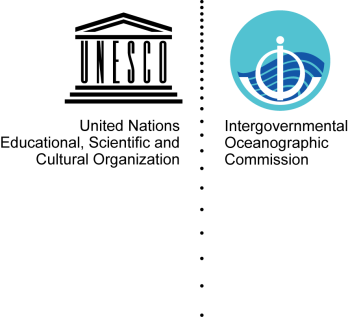 UNESCO
United Nations
Educational, Scientific and
Cultural Organization
Intergovernmental
Oceanographic
Commission